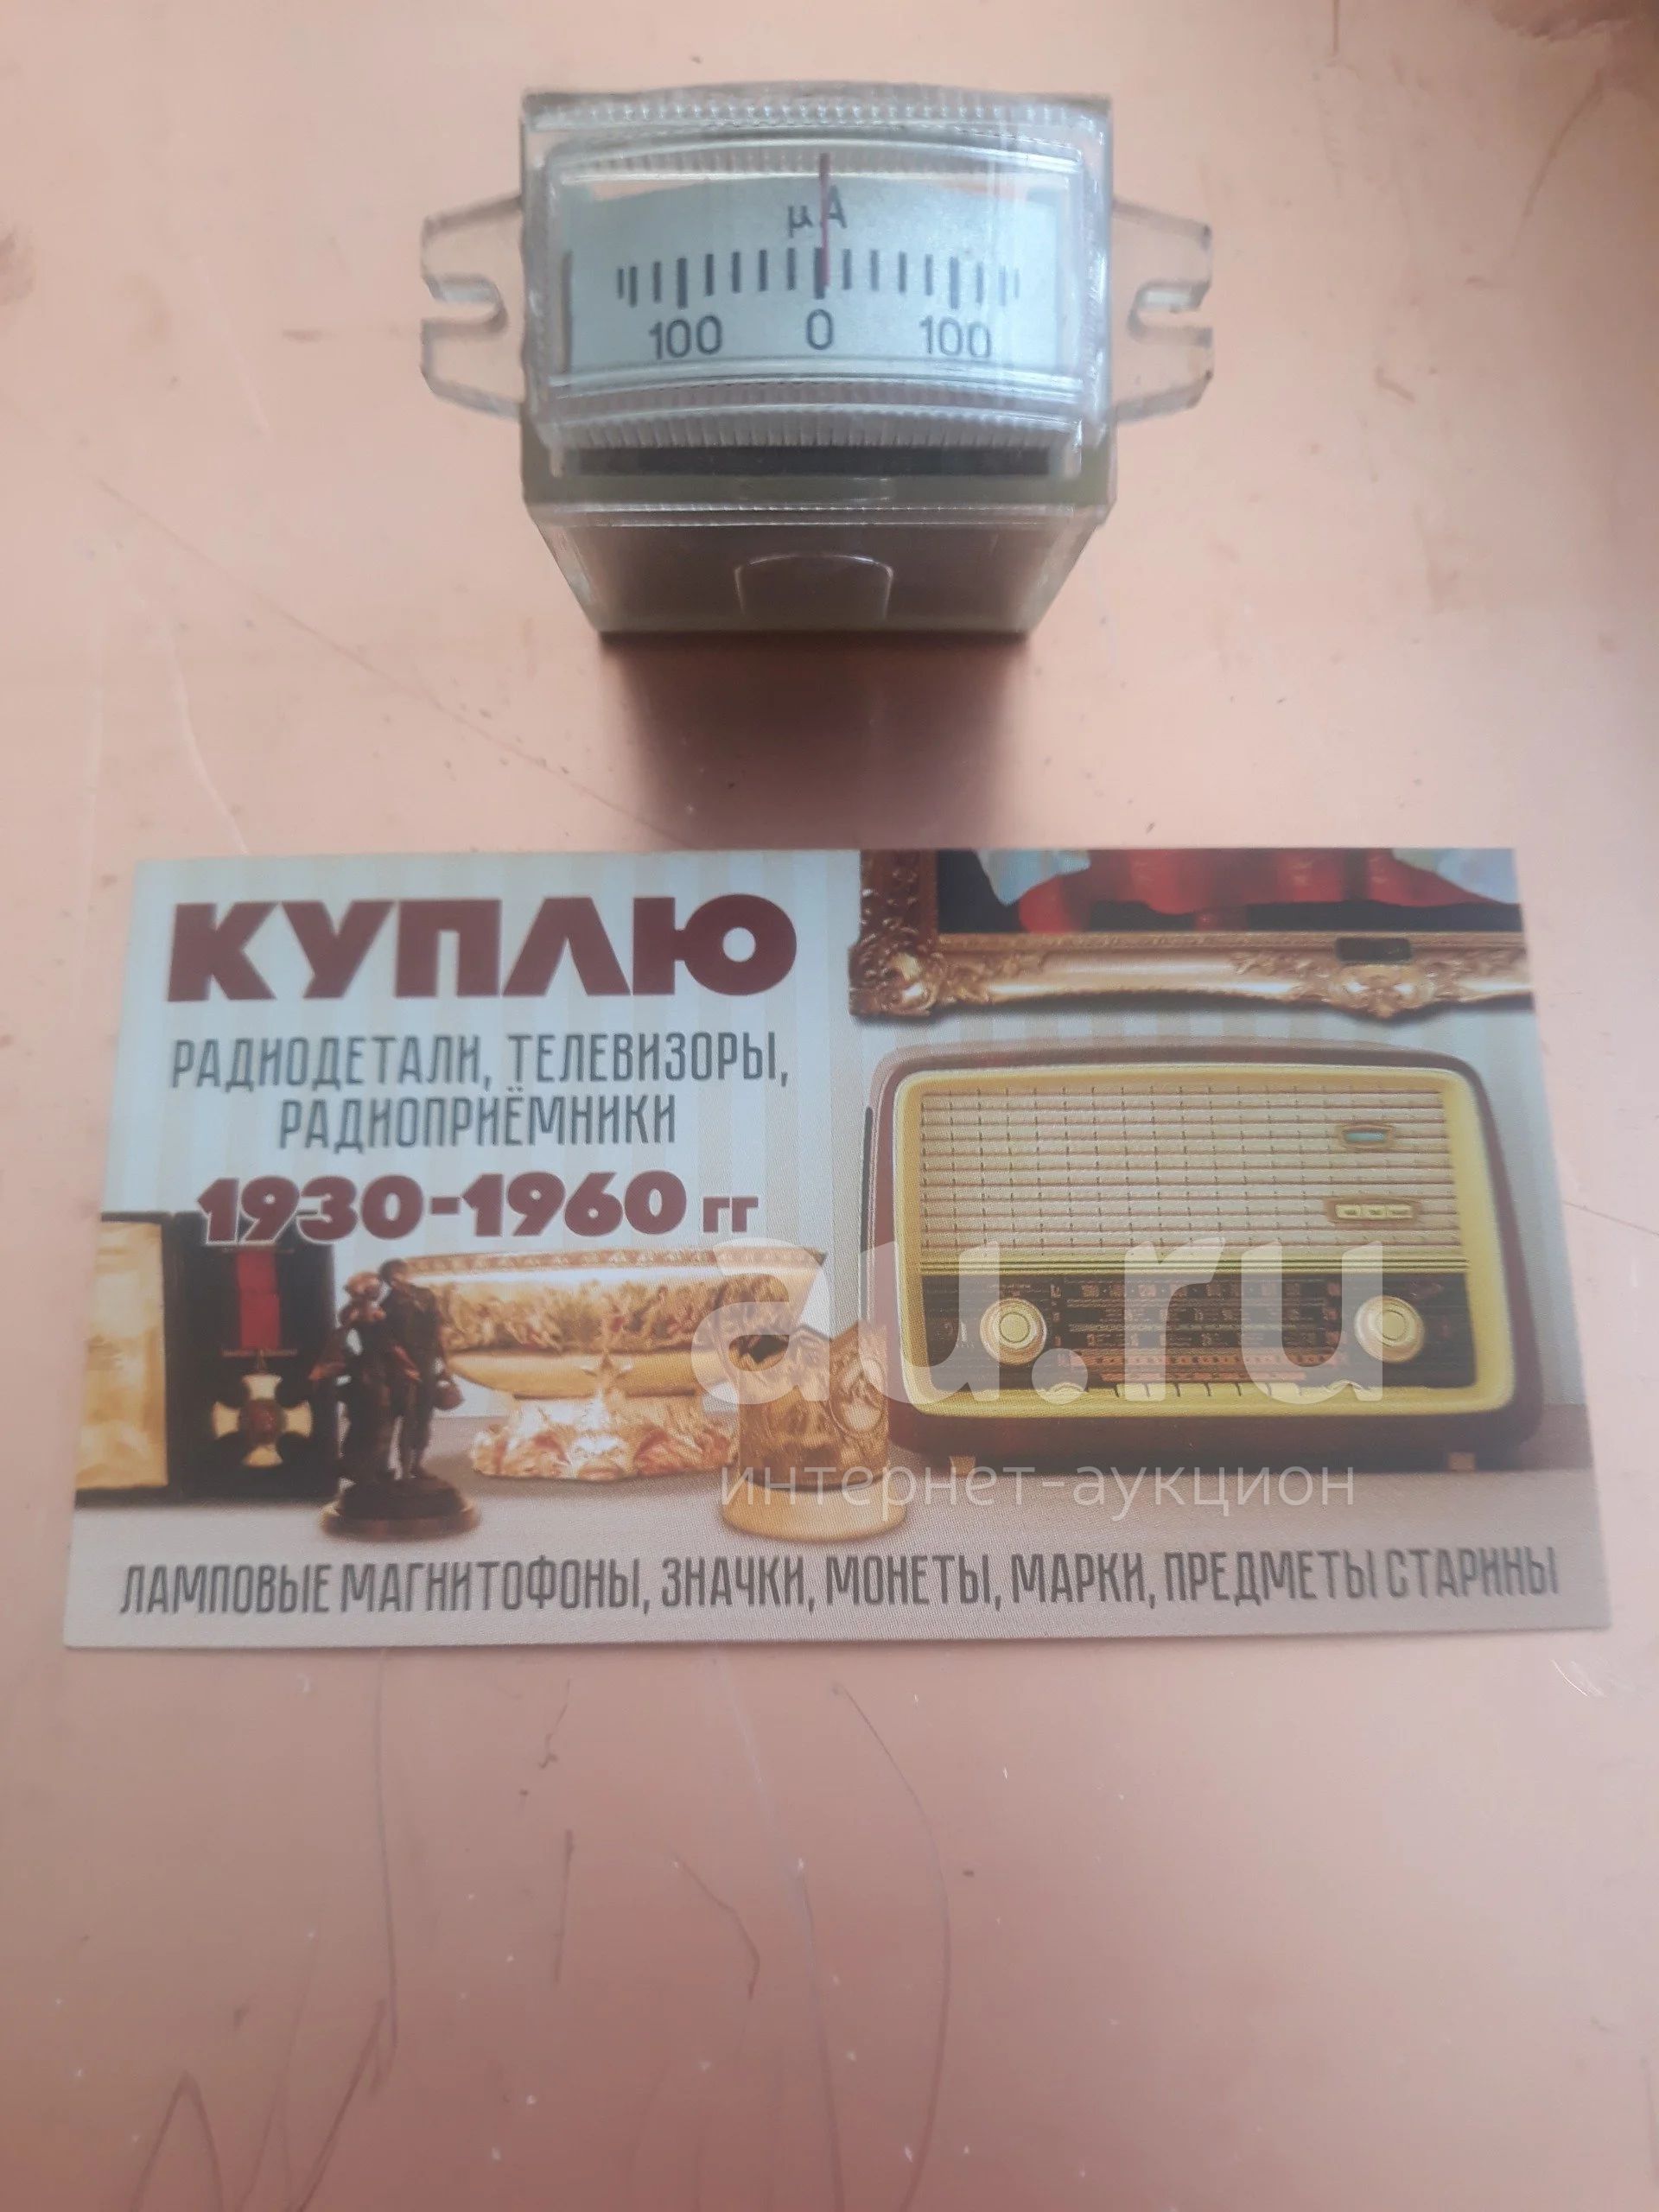 µA
100 0 100
КУПЛЮ
РАДИОДЕТАЛИ, ТЕЛЕВИЗОРЫ,
РАДИОПРИЁМНИКИ
1930-1960 гг
au.ru
интернет-аукцион
ЛАМПОВЫЕ МАГНИТОФОНЫ, ЗНАЧКИ, МОНЕТЫ, МАРКИ, ПРЕДМЕТЫ СТАРИНЫ